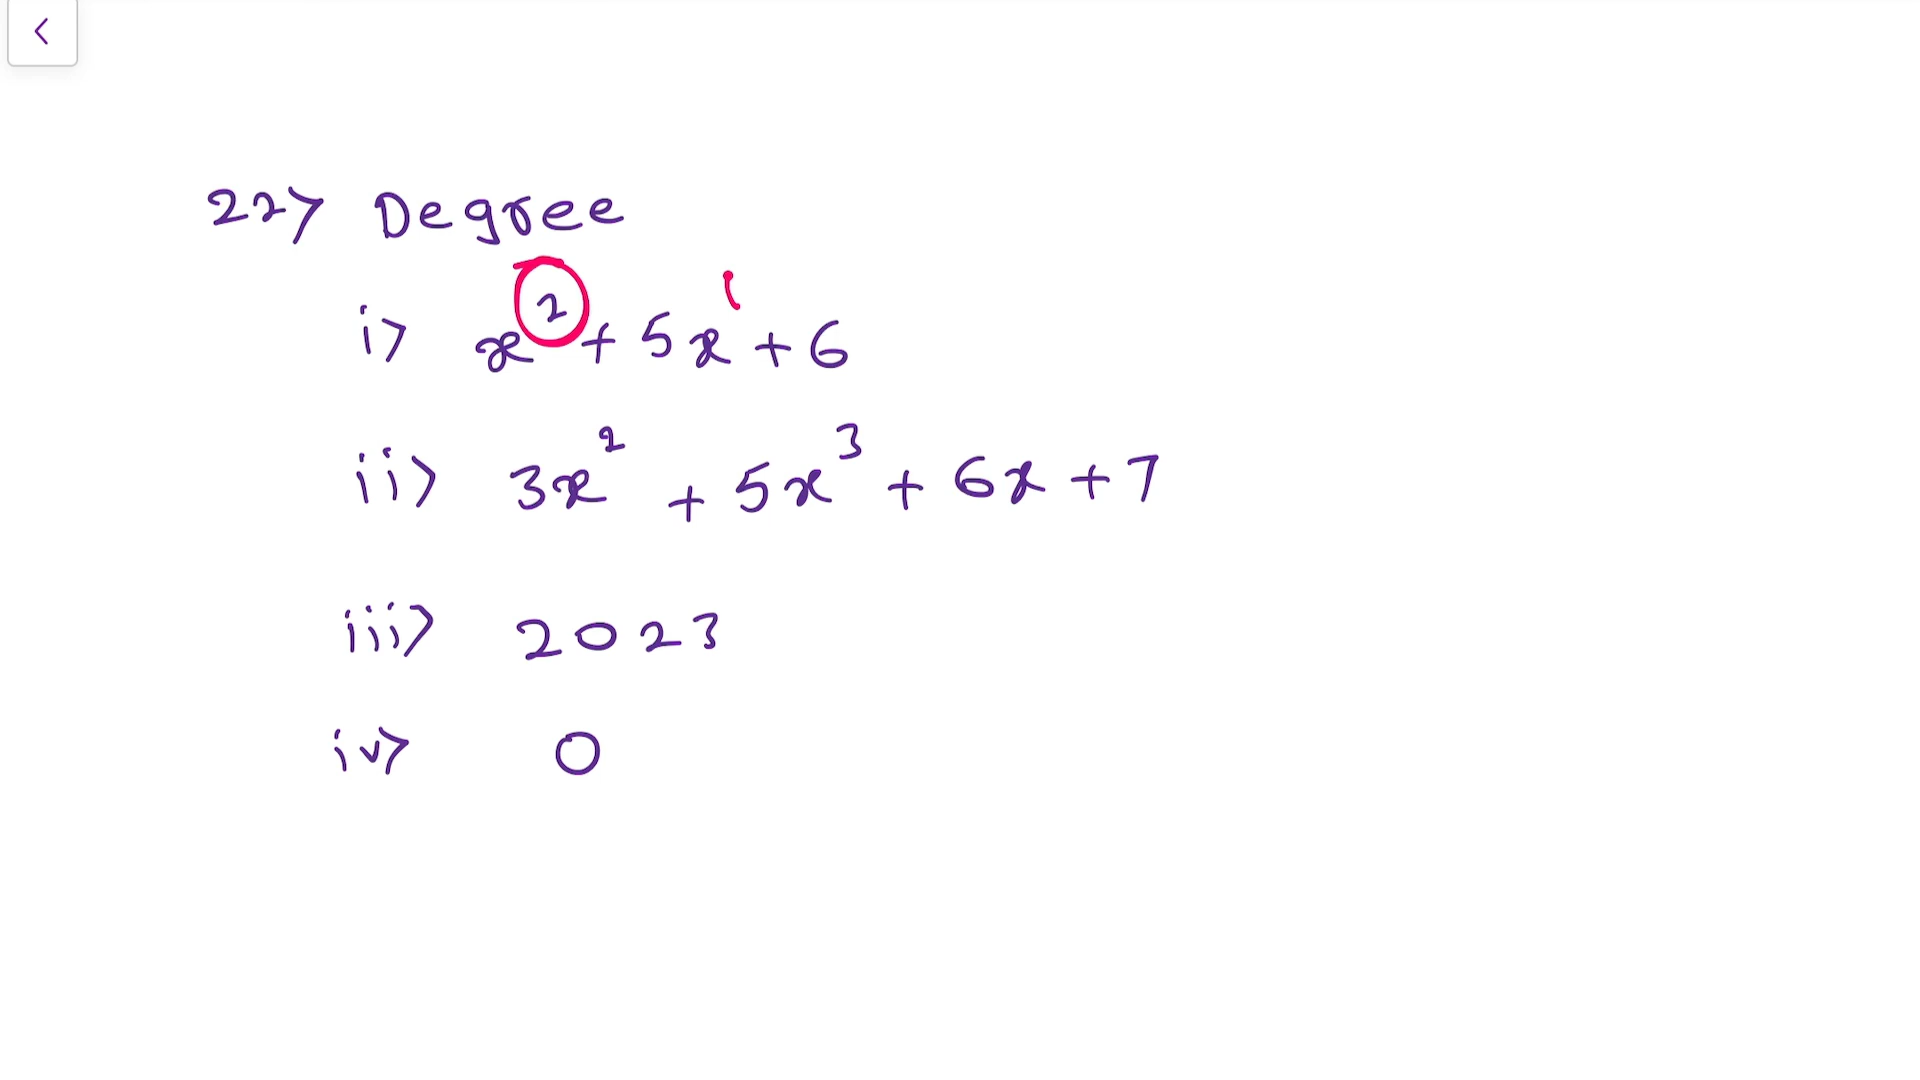 22> Degree
i> x² + 5x¹ + 6
ii> 3x² + 5x³ + 6x + 7
iii> 2023
iv> 0